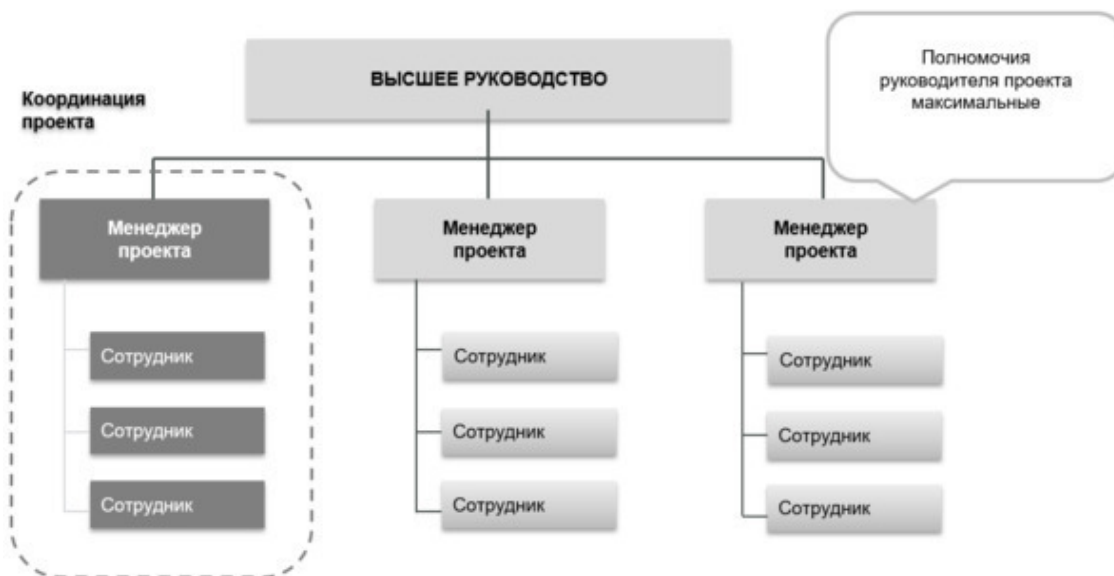 ВЫСШЕЕ РУКОВОДСТВО
Полномочия
руководителя проекта
максимальные
Координация
проекта
Менеджер
проекта
Менеджер
проекта
Менеджер
проекта
Сотрудник
Сотрудник
Сотрудник
Сотрудник
Сотрудник
Сотрудник
Сотрудник
Сотрудник
Сотрудник